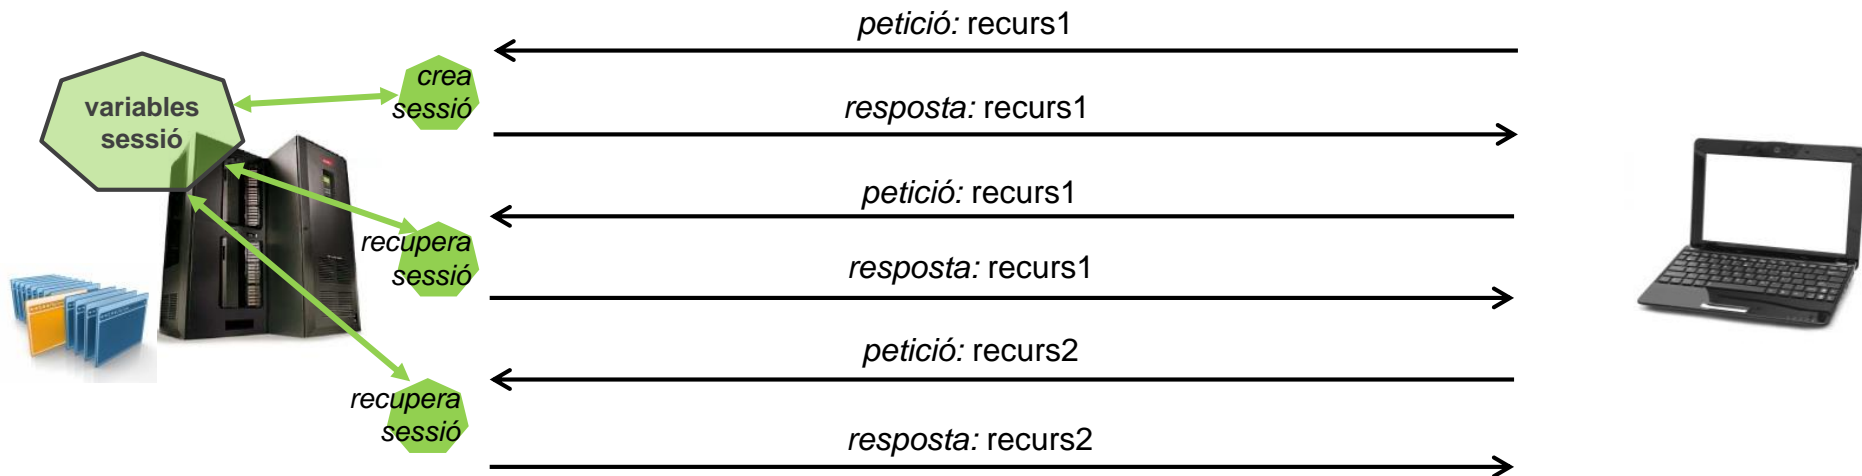 petició: recurs1
crea
sessió
variables
sessió
resposta: recurs1
petició: recurs1
recupera
sessió
resposta: recurs1
petició: recurs2
recupera
sessió
resposta: recurs2